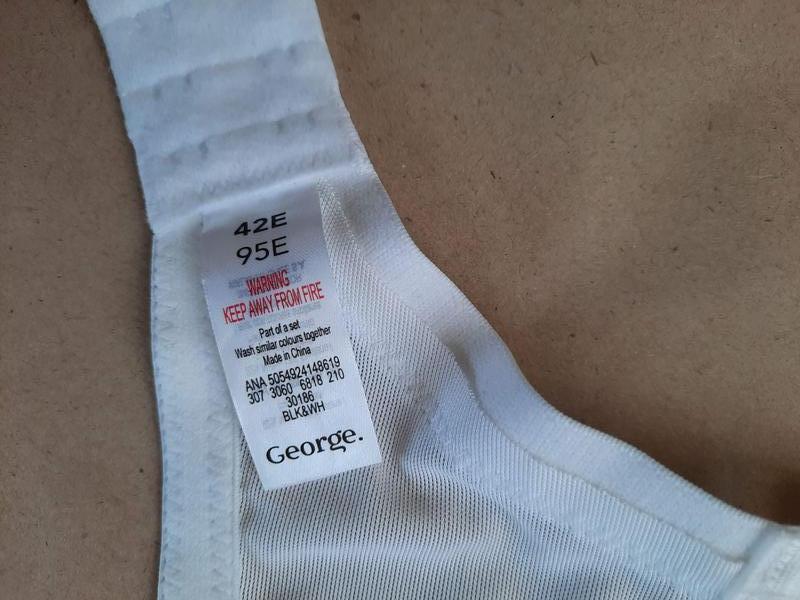 42E
95E
WARNING
KEEP AWAY FROM FIRE
Part of a set
Wash similar colours together
Made in China
ANA 5054924148619
307 3060 6818 210
30186
BLK&WH
George.